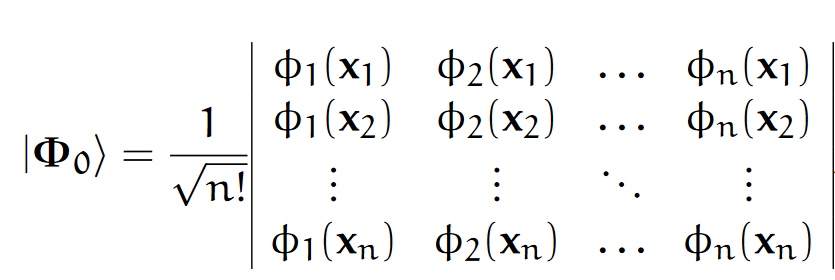 |Φ₀⟩ = 1/√n! | ϕ₁(x₁) ϕ₂(x₁) … ϕₙ(x₁) |
| ϕ₁(x₂) ϕ₂(x₂) … ϕₙ(x₂) |
| ⋮ ⋮ ⋱ ⋮ |
| ϕ₁(xₙ) ϕ₂(xₙ) … ϕₙ(xₙ) |